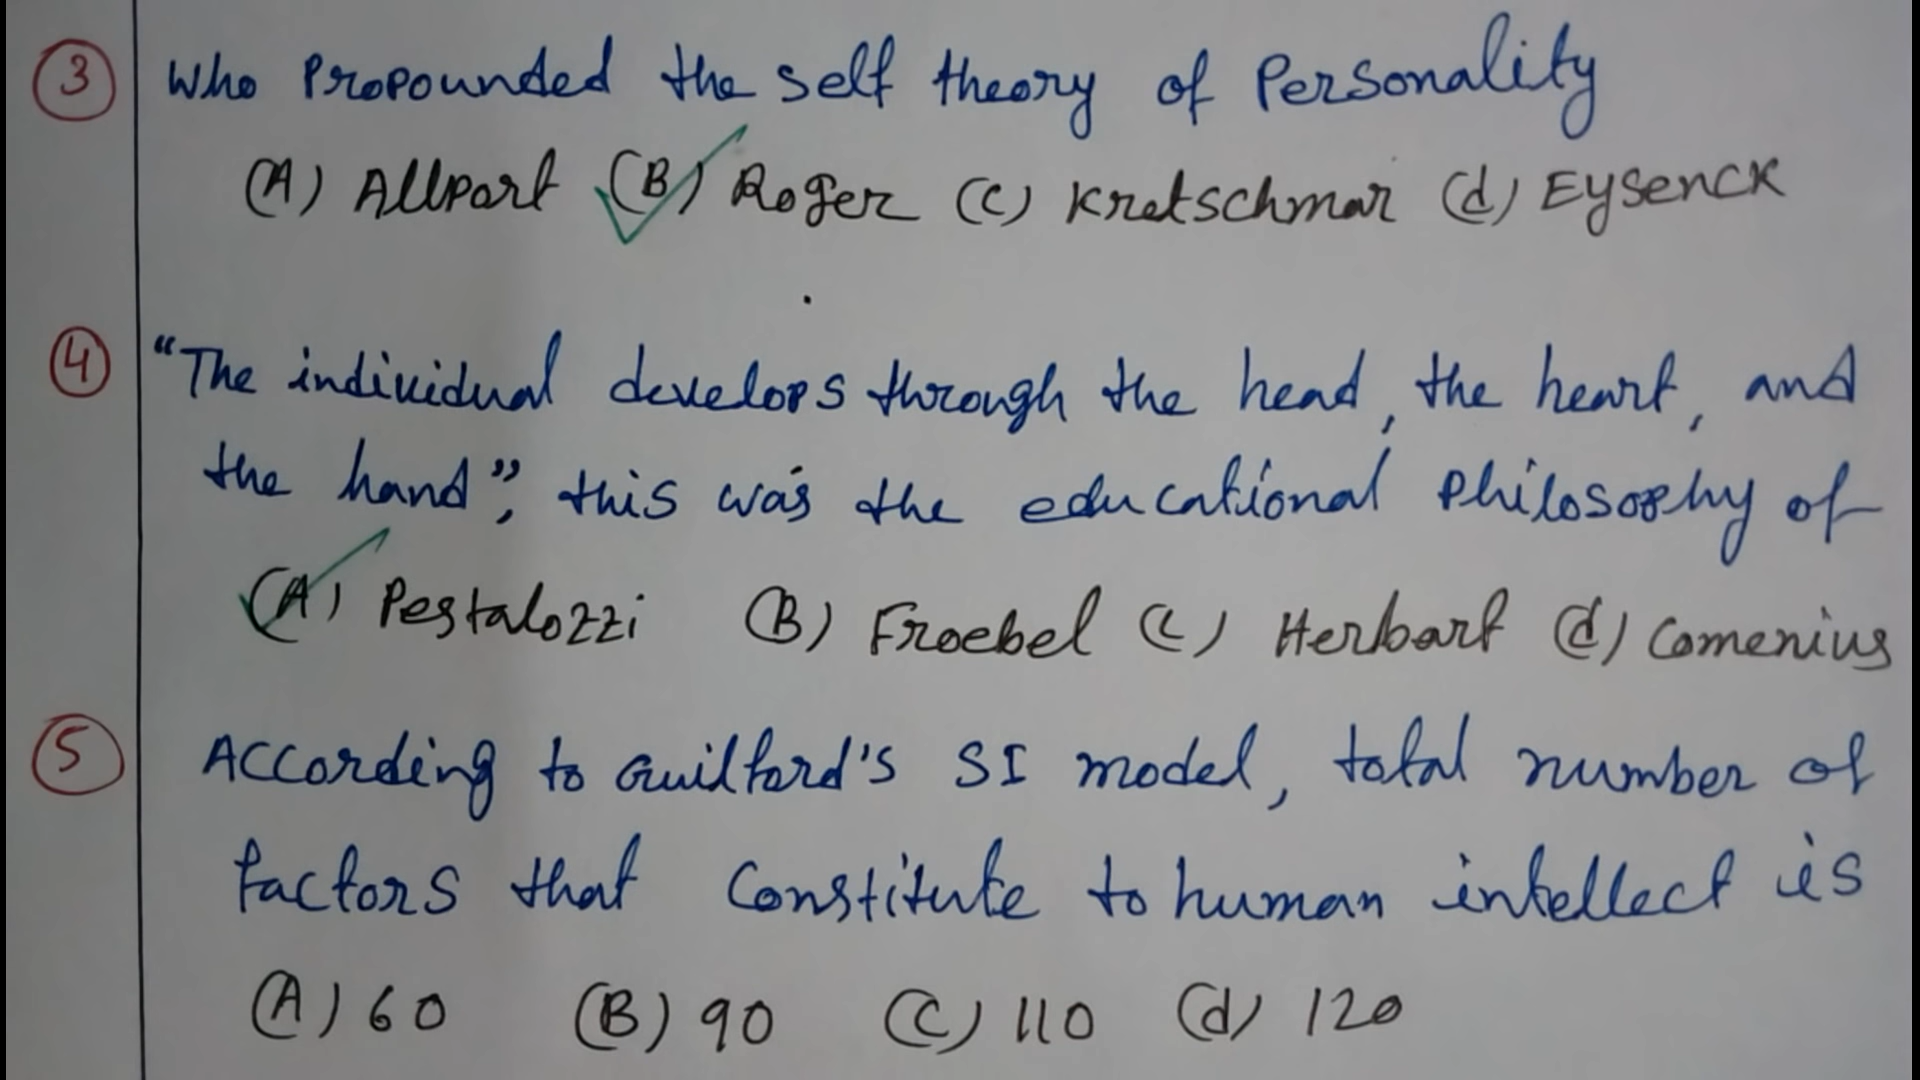 3 Who Propounded the self theory of Personality
(A) Allpart (B) Roger (C) Kretschmar (d) Eysenck
4 "The individual develops through the head, the heart, and
the hand", this was the educational Philosophy of
(A) Pestalozzi (B) Froebel (C) Herbart (d) Comenius
5 According to Guilford's SI model, total number of
factors that Constitute to human intellect is
(A) 60 (B) 90 (C) 110 (d) 120